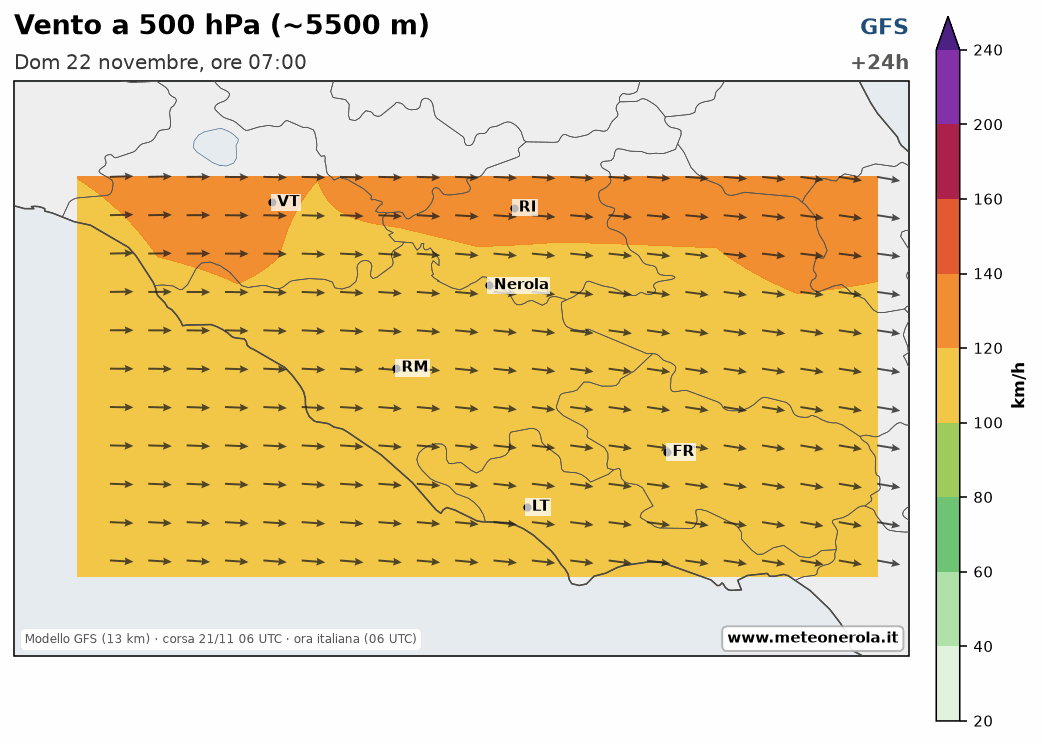 Vento a 500 hPa (~5500 m)
GFS
Dom 22 novembre, ore 07:00
+24h
240
200
160
140
120
100
80
60
40
20
km/h
VT
RI
Nerola
RM
FR
LT
Modello GFS (13 km) · corsa 21/11 06 UTC · ora italiana (06 UTC)
www.meteonerola.it